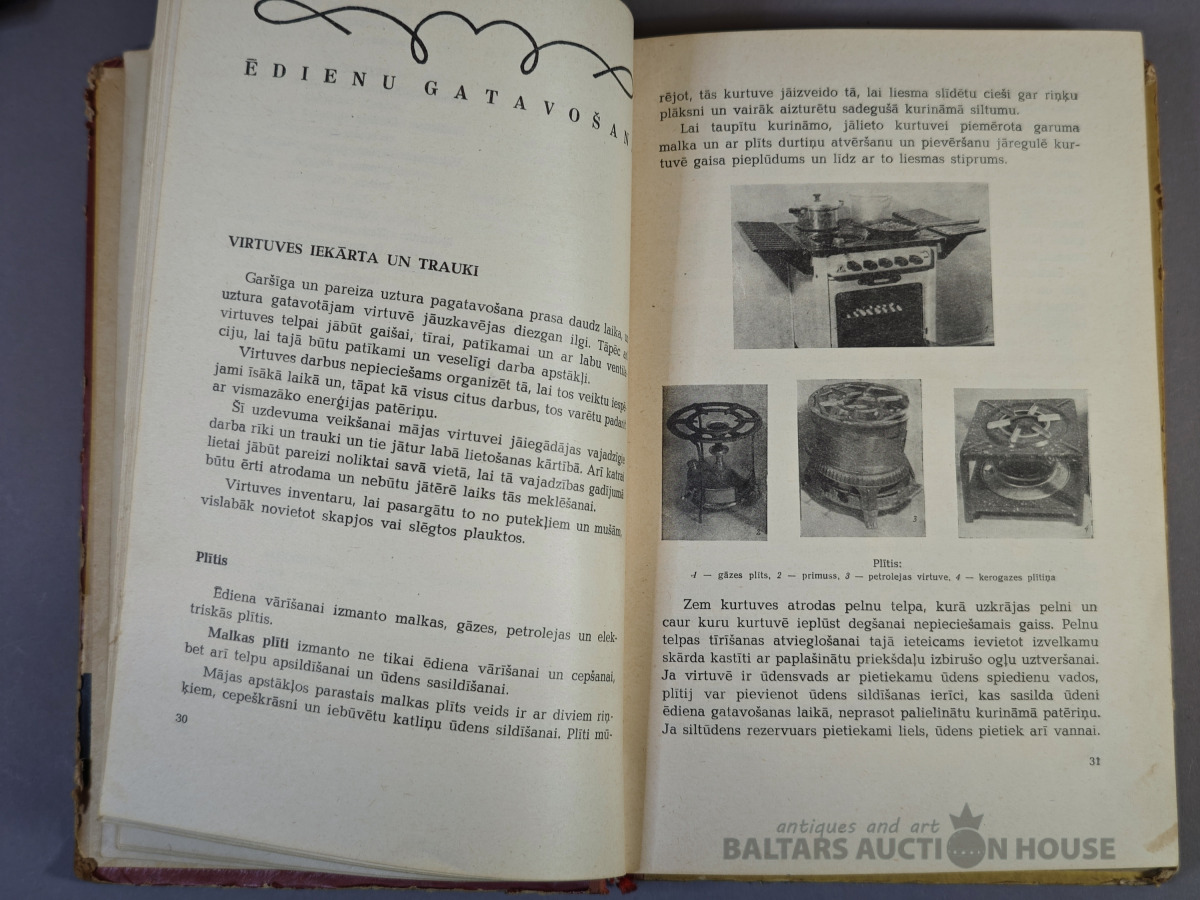 ĒDIENU GATAVOŠAN
VIRTUVES IEKĀRTA UN TRAUKI
Garšīga un pareiza uztura pagatavošana prasa daudz laika,
uztura gatavotājam virtuvē jāuzkavējas diezgan ilgi. Tāpēc
virtuves telpai jābūt gaišai, tīrai, patīkamai un ar labu ventilā
ciju, lai tajā būtu patīkami un veselīgi darba apstākļi.
Virtuves darbus nepieciešams organizēt tā, lai tos veiktu iespē
jami īsākā laikā un, tāpat kā visus citus darbus, tos varētu padarīt
ar vismazāko enerģijas patēriņu.
Šī uzdevuma veikšanai mājas virtuvei jāiegādājas vajadzīgie
darba rīki un trauki un tie jātur labā lietošanas kārtībā. Arī katrai
lietai jābūt pareizi noliktai savā vietā, lai tā vajadzības gadījumā
būtu ērti atrodama un nebūtu jātērē laiks tās meklēšanai.
Virtuves inventaru, lai pasargātu to no putekļiem un mušām,
vislabāk novietot skapjos vai slēgtos plauktos.
Plītis
Ēdiena vārīšanai izmanto malkas, gāzes, petrolejas un elek-
triskās plītis.
Malkas plīti izmanto ne tikai ēdiena vārīšanai un cepšanai,
bet arī telpu apsildīšanai un ūdens sasildīšanai.
Mājas apstākļos parastais malkas plīts veids ir ar diviem riņ-
ķiem, cepeškrāsni un iebūvētu katliņu ūdens sildīšanai. Plīti mū-
30
rējot, tās kurtuve jāizveido tā, lai liesma slīdētu cieši gar riņķu
plāksni un vairāk aizturētu sadegušā kurināmā siltumu.
Lai taupītu kurināmo, jālieto kurtuvei piemērota garuma
malka un ar plīts durtiņu atvēršanu un pievēršanu jāregulē kur-
tuvē gaisa pieplūdums un līdz ar to liesmas stiprums.
1
2
3
4
Plītis:
1 — gāzes plīts, 2 — primuss, 3 — petrolejas virtuve, 4 — kerogazes plītiņa
Zem kurtuves atrodas pelnu telpa, kurā uzkrājas pelni un
caur kuru kurtuvē ieplūst degšanai nepieciešamais gaiss. Pelnu
telpas tīrīšanas atvieglošanai tajā ieteicams ievietot izvelkamu
skārda kastīti ar paplašinātu priekšdaļu izbirušo ogļu uztveršanai.
Ja virtuvē ir ūdensvads ar pietiekamu ūdens spiedienu vados,
plītij var pievienot ūdens sildīšanas ierīci, kas sasilda ūdeni
ēdiena gatavošanas laikā, neprasot palielinātu kurināmā patēriņu.
Ja siltūdens rezervuars pietiekami liels, ūdens pietiek arī vannai.
31
antiques and art
BALTARS AUCTION HOUSE